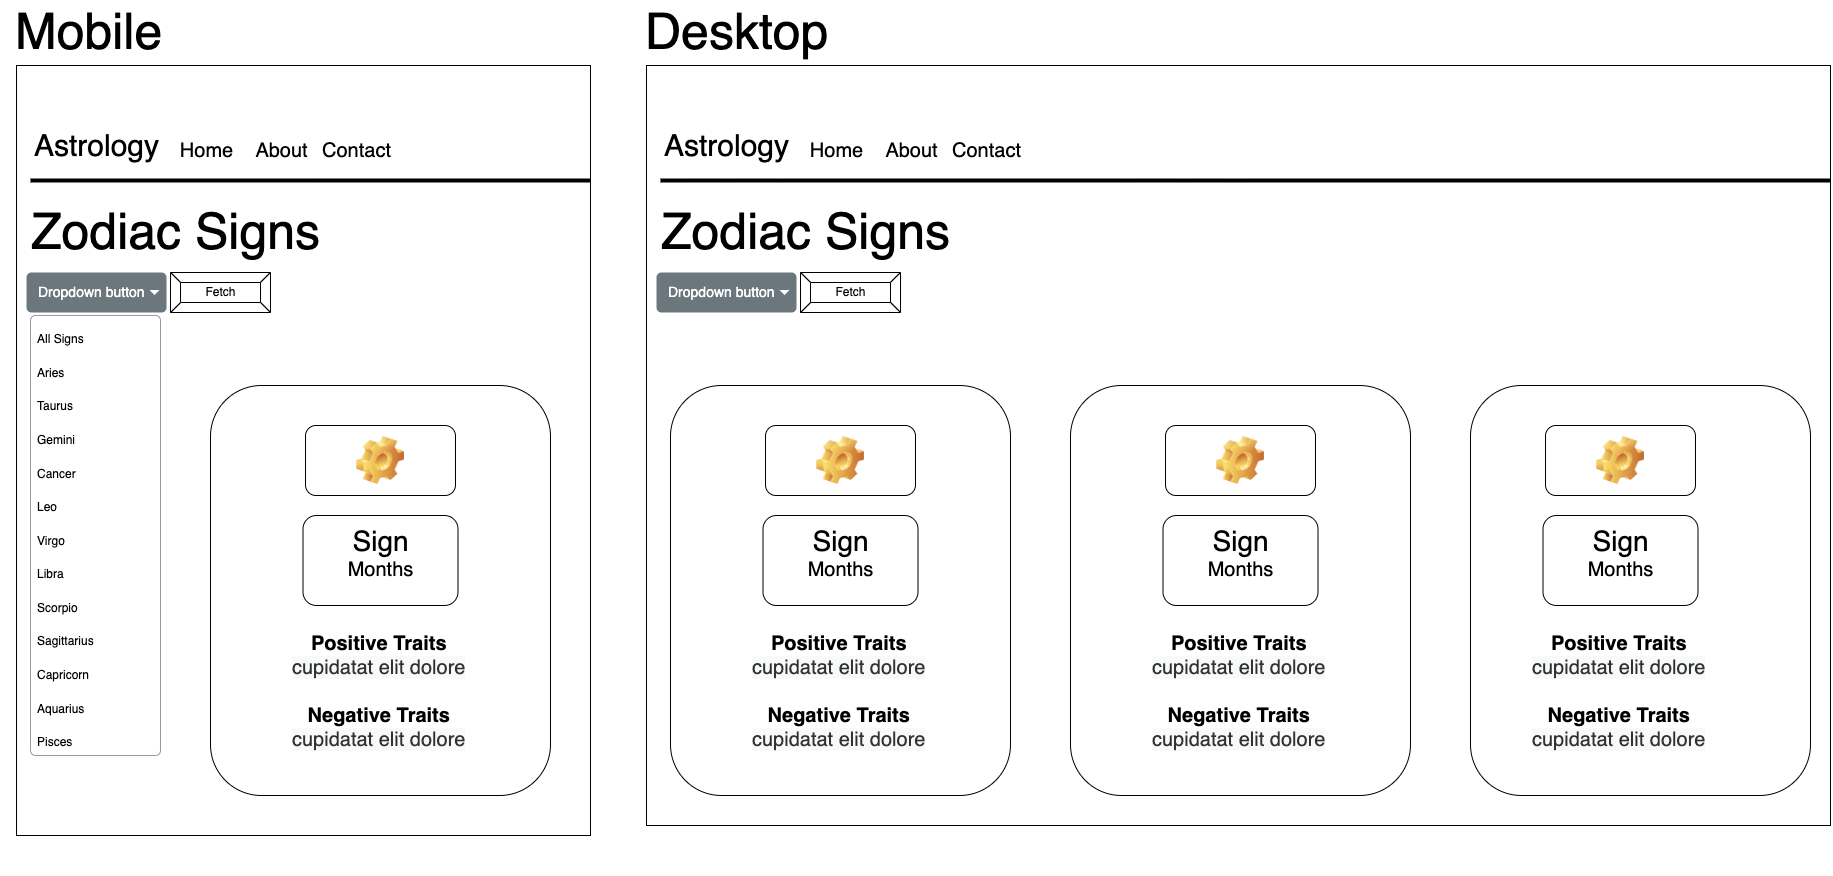 Mobile
Astrology Home About Contact
Zodiac Signs
Dropdown button Fetch
All Signs
Aries
Taurus
Gemini
Cancer
Leo
Virgo
Libra
Scorpio
Sagittarius
Capricorn
Aquarius
Pisces
Sign
Months
Positive Traits
cupidatat elit dolore
Negative Traits
cupidatat elit dolore
Desktop
Astrology Home About Contact
Zodiac Signs
Dropdown button Fetch
Sign
Months
Positive Traits
cupidatat elit dolore
Negative Traits
cupidatat elit dolore
Sign
Months
Positive Traits
cupidatat elit dolore
Negative Traits
cupidatat elit dolore
Sign
Months
Positive Traits
cupidatat elit dolore
Negative Traits
cupidatat elit dolore